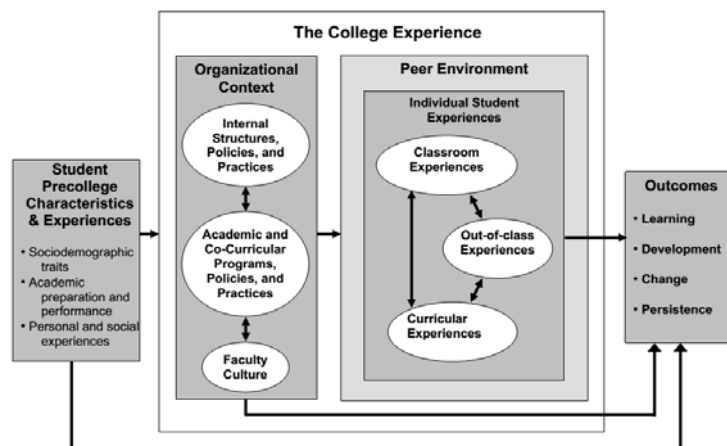 The College Experience
Organizational
Context
Internal
Structures,
Policies, and
Practices
Academic and
Co-Curricular
Programs,
Policies, and
Practices
Faculty
Culture
Peer Environment
Individual Student
Experiences
Classroom
Experiences
Out-of-class
Experiences
Curricular
Experiences
Student
Precollege
Characteristics
& Experiences
• Sociodemographic
traits
• Academic
preparation and
performance
• Personal and social
experiences
Outcomes
• Learning
• Development
• Change
• Persistence